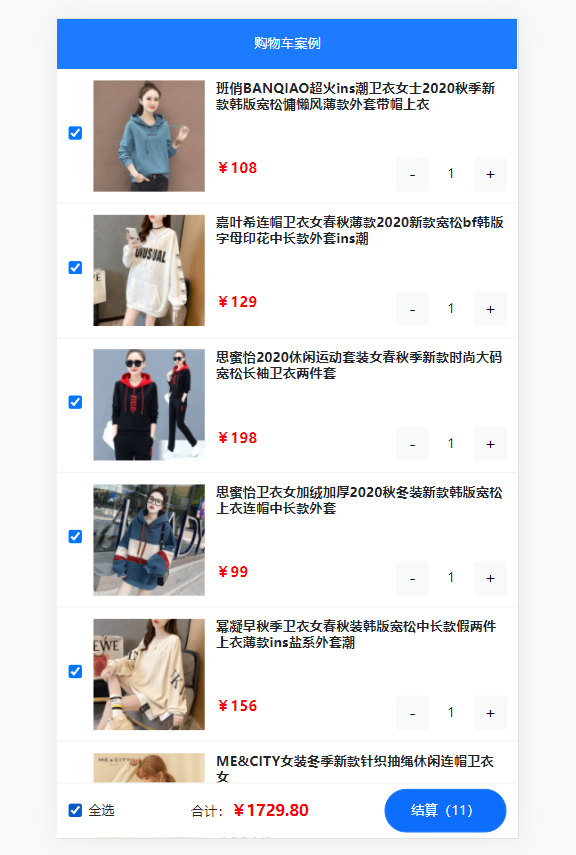 购物车案例
班俏BANQIAO超火ins潮卫衣女士2020秋季新
款韩版宽松慵懒风薄款外套带帽上衣
￥108
- 1 +
嘉叶希连帽卫衣女春秋薄款2020新款宽松bf韩版
字母印花中长款外套ins潮
UNUSUAL
￥129
- 1 +
思蜜怡2020休闲运动套装女春秋季新款时尚大码
宽松长袖卫衣两件套
￥198
- 1 +
思蜜怡卫衣女加绒加厚2020秋冬装新款韩版宽松
上衣连帽中长款外套
￥99
- 1 +
幂凝早秋季卫衣女春秋装韩版宽松中长款假两件
上衣薄款ins盐系外套潮
￥156
- 1 +
ME&CITY女装冬季新款针织抽绳休闲连帽卫衣
女
ME&CITY
全选 合计：￥1729.80 结算（11）